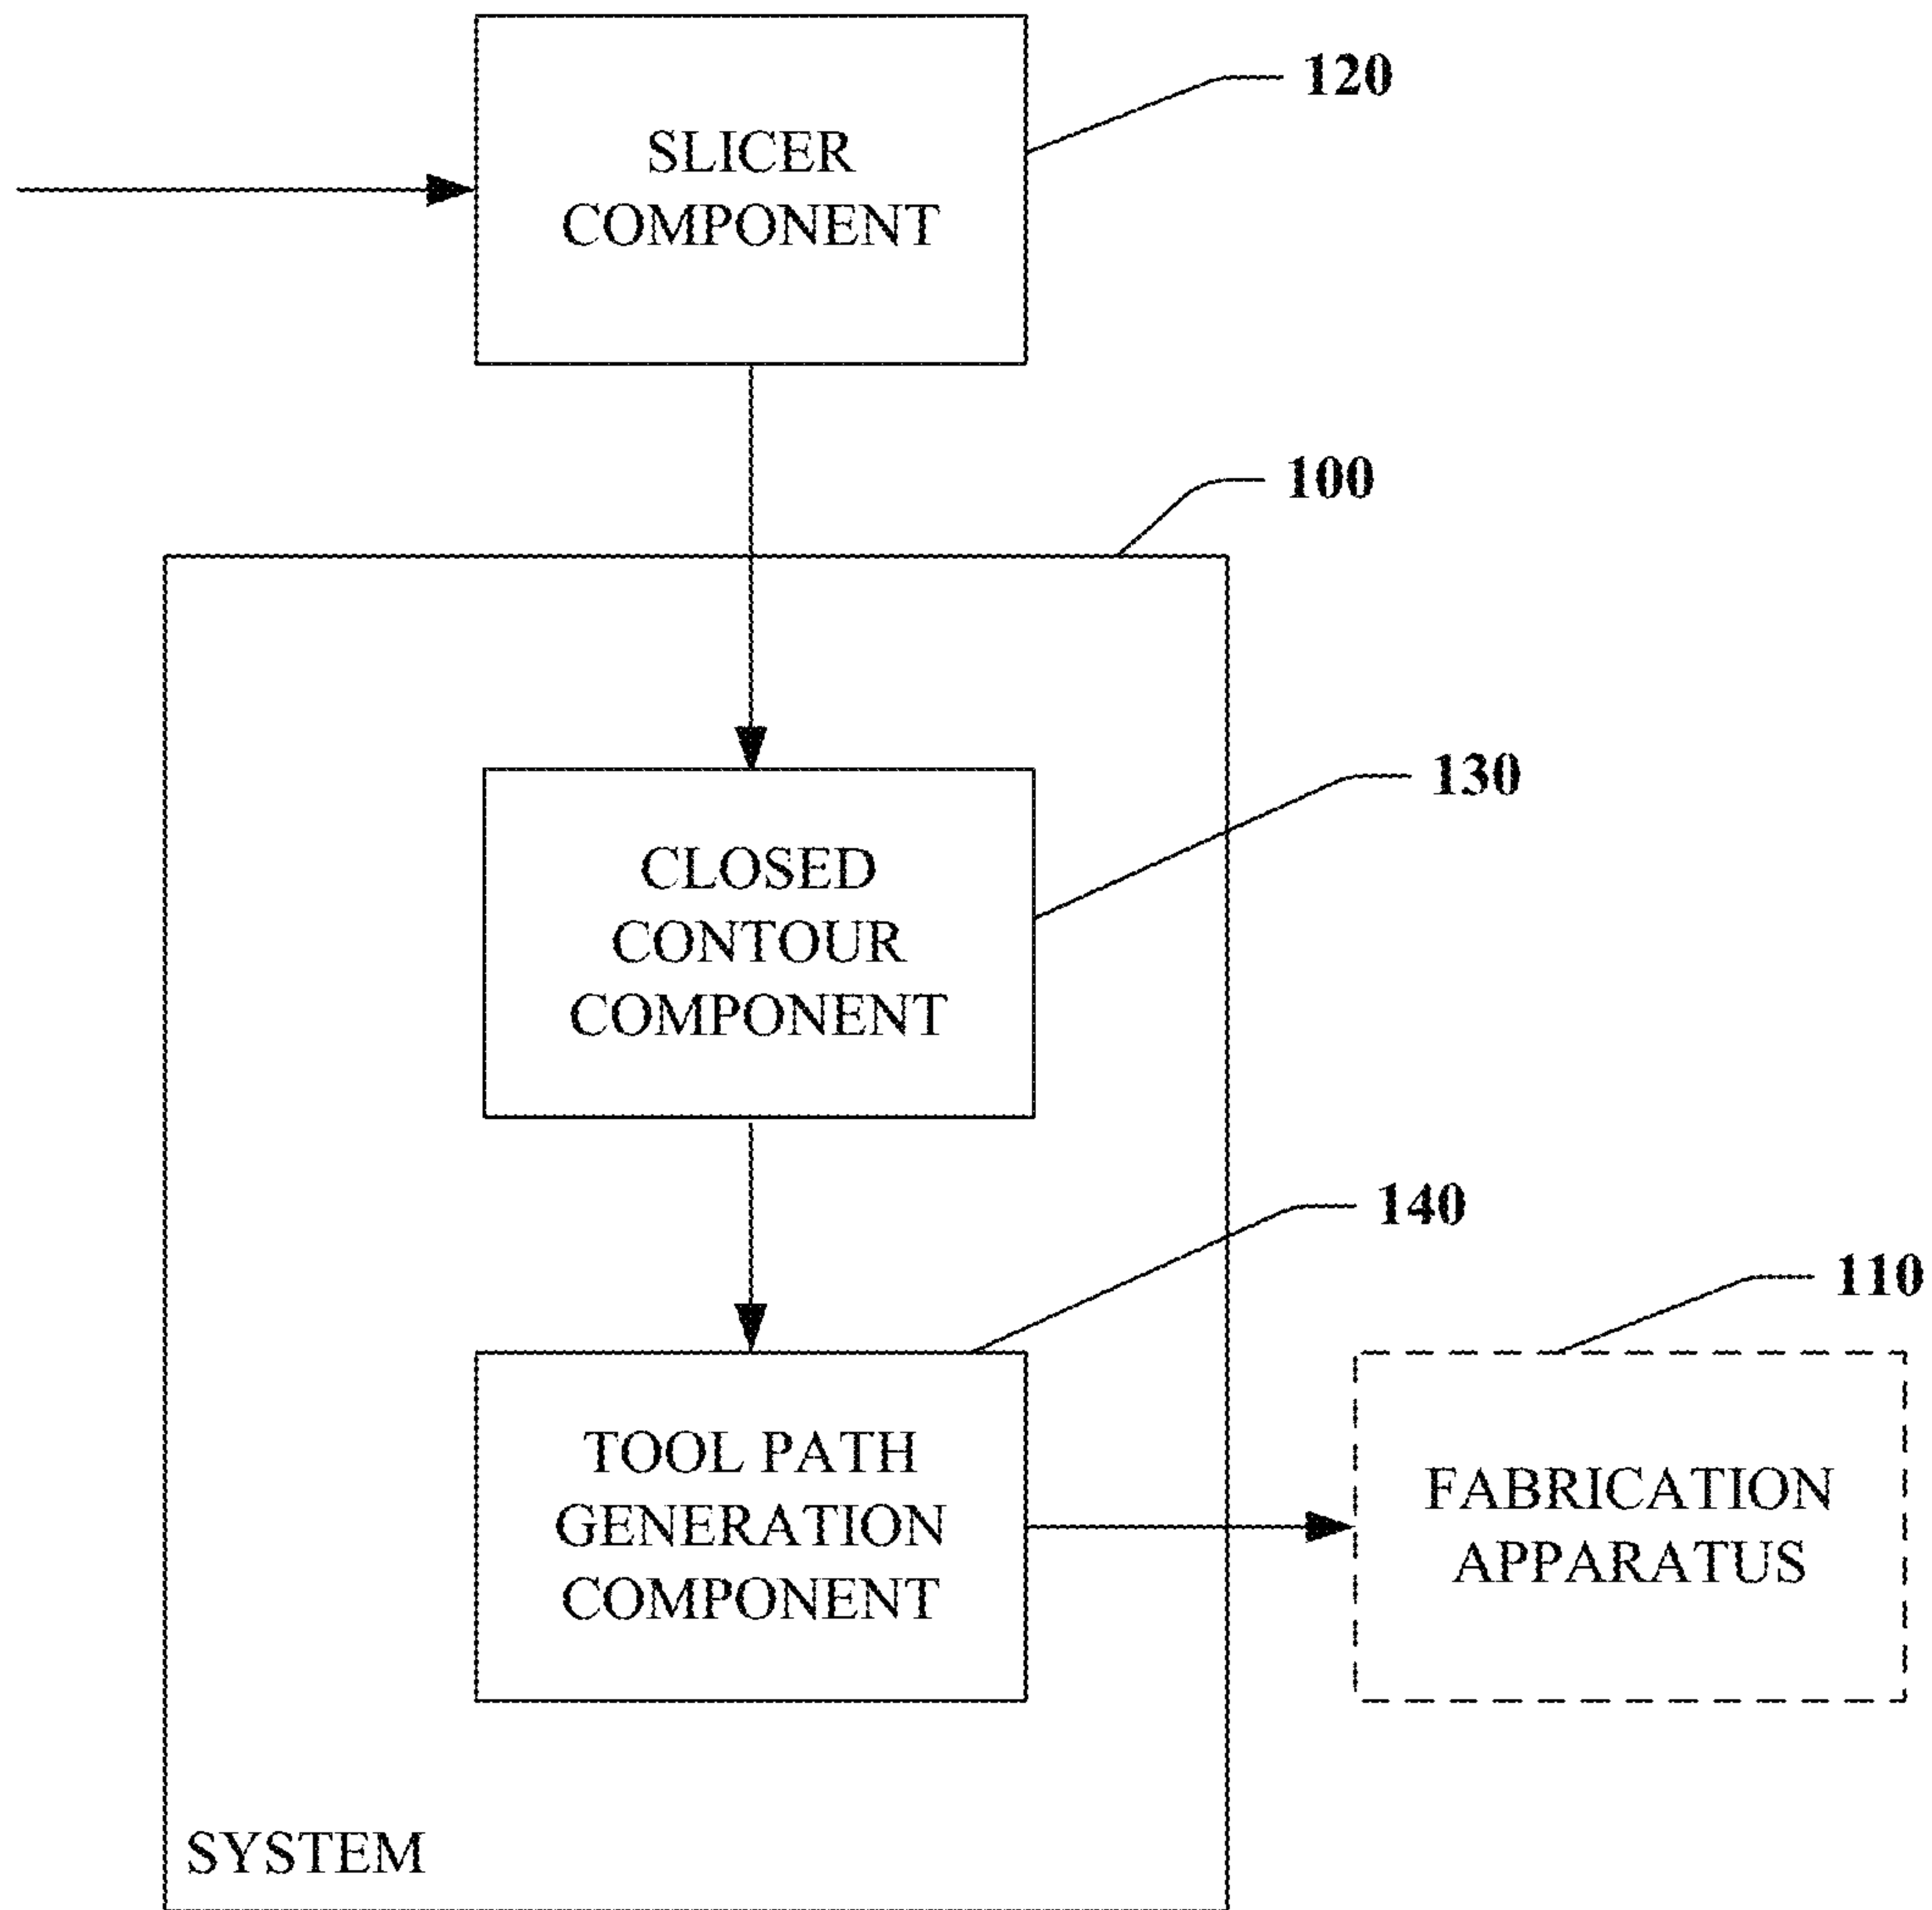 120
SLICER
COMPONENT
100
130
CLOSED
CONTOUR
COMPONENT
140
110
TOOL PATH
GENERATION
COMPONENT
FABRICATION
APPARATUS
SYSTEM